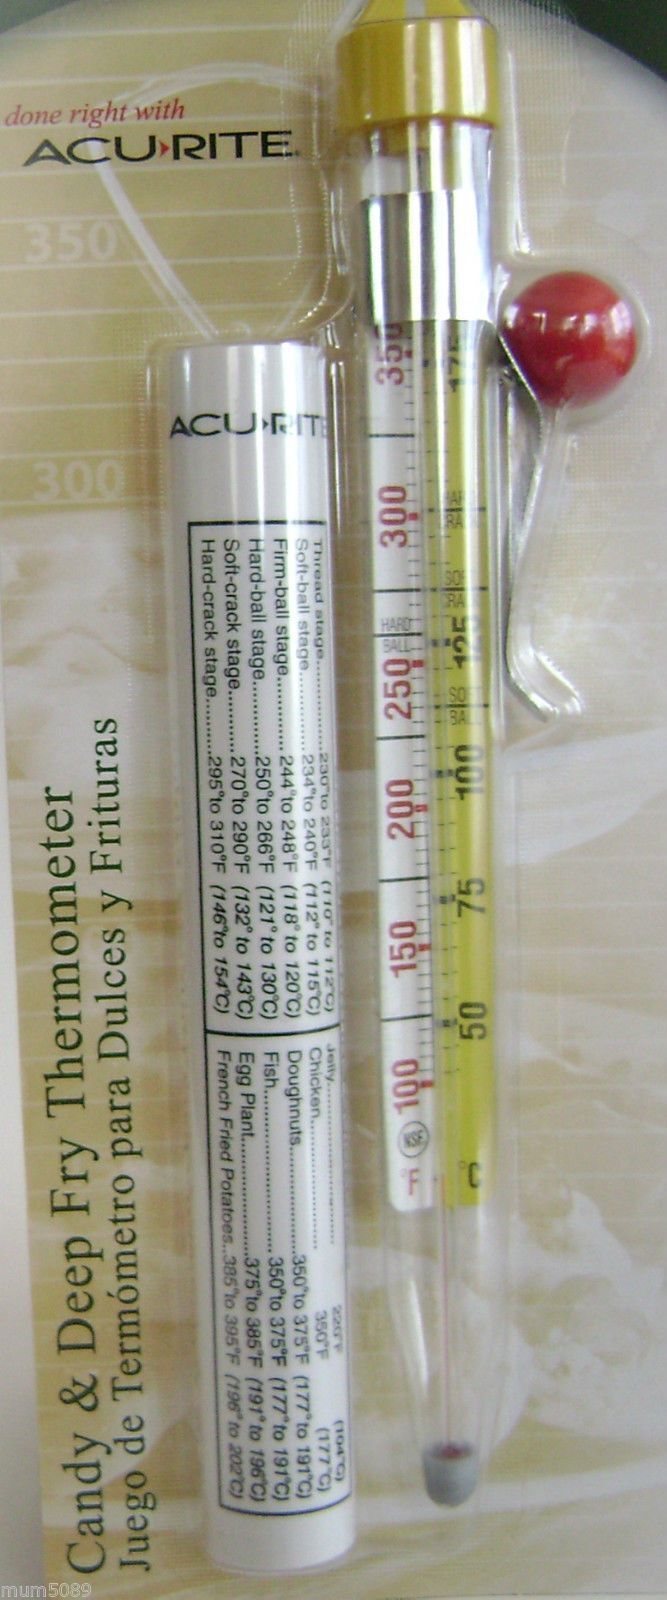 done right with
ACU›RITE
350
300
Candy & Deep Fry Thermometer
Juego de Termómetro para Dulces y Frituras
ACU›RITE
Thread stage..............230° to 233°F (110° to 112°C)
Soft-ball stage............234° to 240°F (112° to 115°C)
Firm-ball stage............244° to 248°F (118° to 120°C)
Hard-ball stage............250° to 266°F (121° to 130°C)
Soft-crack stage..........270° to 290°F (132° to 143°C)
Hard-crack stage..........295° to 310°F (146° to 154°C)
Jelly..............................220°F (104°C)
Chicken........................350°F (177°C)
Doughnuts....................350° to 375°F (177° to 191°C)
Fish..............................350° to 375°F (177° to 191°C)
Egg Plant......................375° to 385°F (191° to 196°C)
French Fried Potatoes...385° to 395°F (196° to 202°C)
350
300
HARD
BALL
250
200
150
100
NSF
°F
175
HARD
CRACK
SOFT
CRACK
125
SOFT
BALL
100
75
50
°C
mum5089